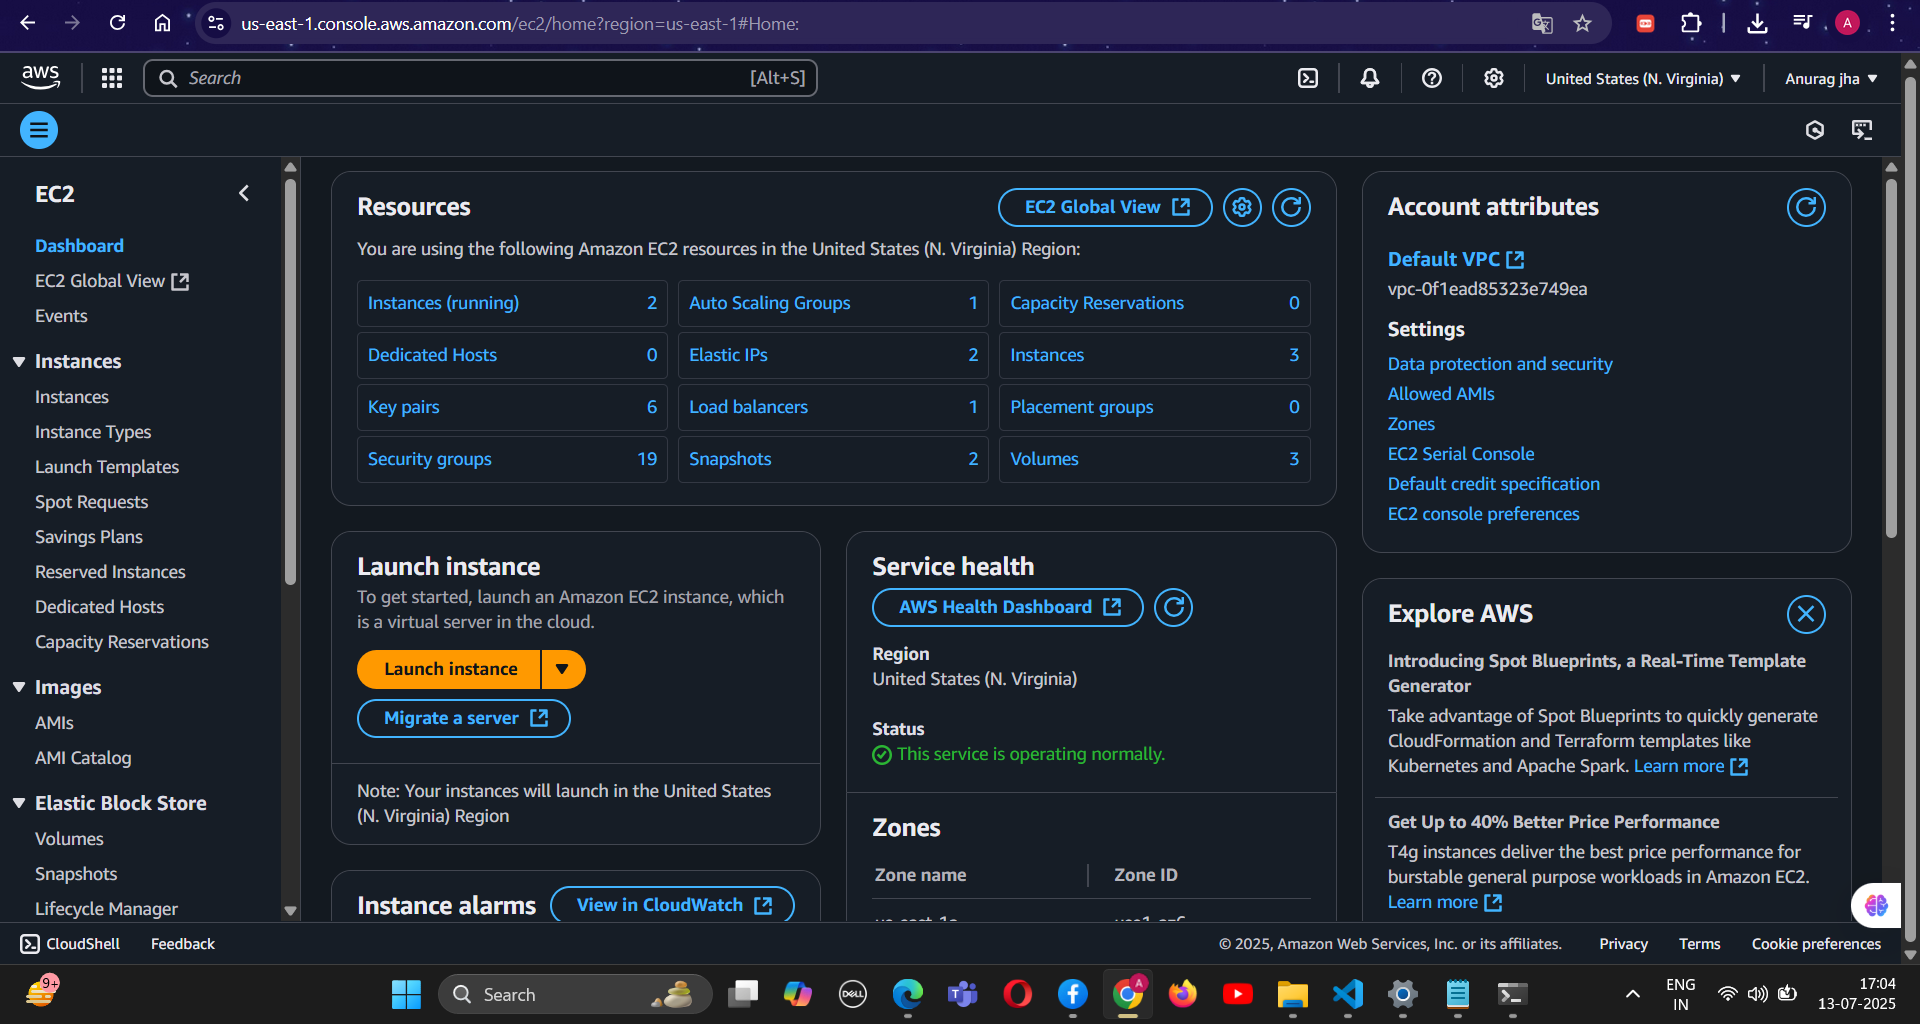 us-east-1.console.aws.amazon.com/ec2/home?region=us-east-1#Home:
A
aws
Search
[Alt+S]
United States (N. Virginia)
Anurag jha
EC2
Dashboard
EC2 Global View
Events
Instances
Instances
Instance Types
Launch Templates
Spot Requests
Savings Plans
Reserved Instances
Dedicated Hosts
Capacity Reservations
Images
AMIs
AMI Catalog
Elastic Block Store
Volumes
Snapshots
Lifecycle Manager
Resources
EC2 Global View
You are using the following Amazon EC2 resources in the United States (N. Virginia) Region:
Instances (running) 2
Auto Scaling Groups 1
Capacity Reservations 0
Dedicated Hosts 0
Elastic IPs 2
Instances 3
Key pairs 6
Load balancers 1
Placement groups 0
Security groups 19
Snapshots 2
Volumes 3
Launch instance
To get started, launch an Amazon EC2 instance, which
is a virtual server in the cloud.
Launch instance
Migrate a server
Note: Your instances will launch in the United States
(N. Virginia) Region
Instance alarms
View in CloudWatch
Service health
AWS Health Dashboard
Region
United States (N. Virginia)
Status
This service is operating normally.
Zones
Zone name
Zone ID
Account attributes
Default VPC
vpc-0f1ead85323e749ea
Settings
Data protection and security
Allowed AMIs
Zones
EC2 Serial Console
Default credit specification
EC2 console preferences
Explore AWS
Introducing Spot Blueprints, a Real-Time Template
Generator
Take advantage of Spot Blueprints to quickly generate
CloudFormation and Terraform templates like
Kubernetes and Apache Spark. Learn more
Get Up to 40% Better Price Performance
T4g instances deliver the best price performance for
burstable general purpose workloads in Amazon EC2.
Learn more
CloudShell
Feedback
© 2025, Amazon Web Services, Inc. or its affiliates.
Privacy
Terms
Cookie preferences
9+
Search
DELL
A
ENG
IN
17:04
13-07-2025